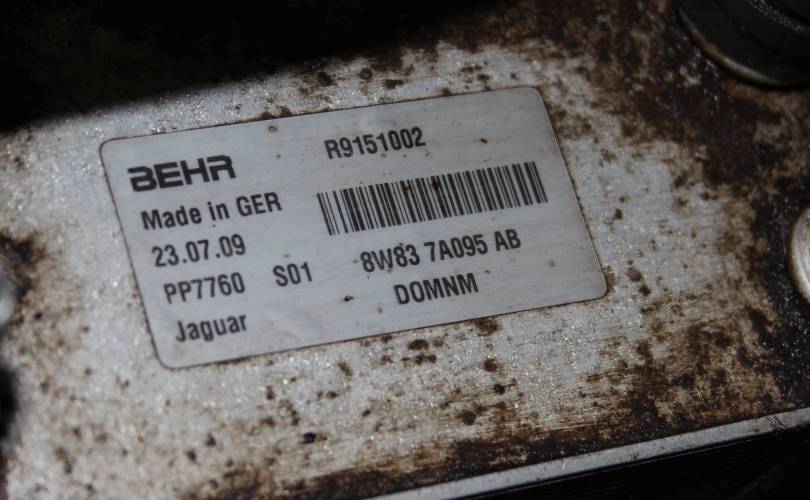 BEHR R9151002
Made in GER
23.07.09
PP7760 S01 8W83 7A095 AB
Jaguar DOMNM